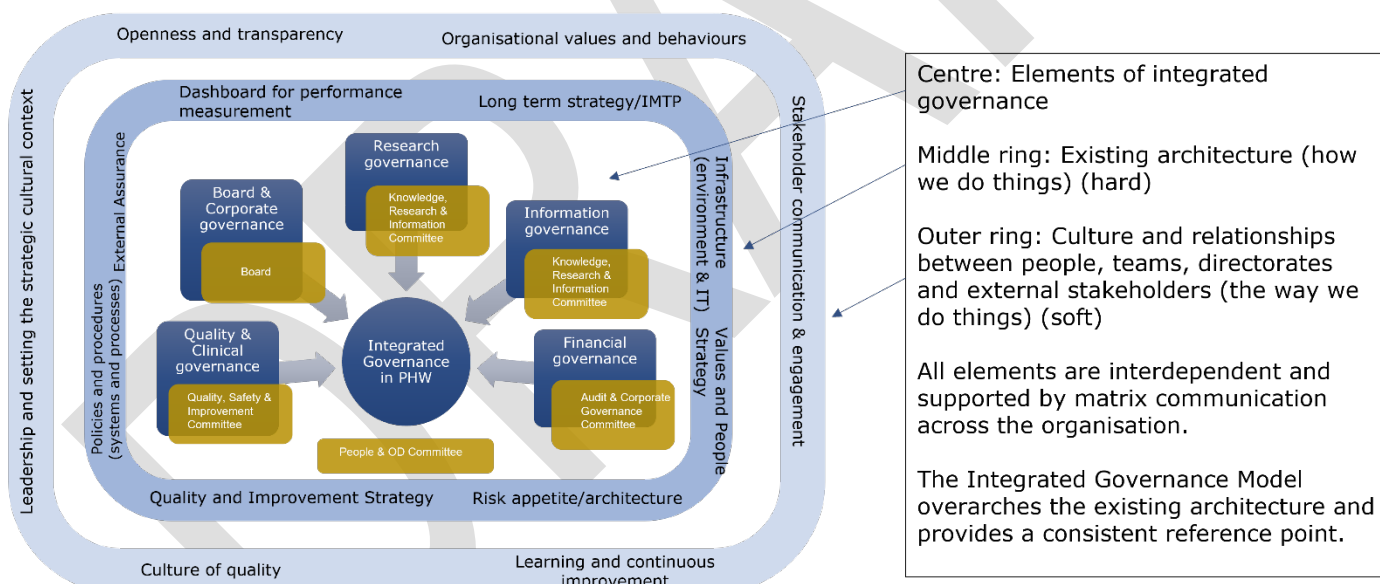 Openness and transparency
Organisational values and behaviours
Leadership and setting the strategic cultural context
Stakeholder communication & engagement
Culture of quality
Learning and continuous
improvement
Dashboard for performance
measurement
Long term strategy/IMTP
Policies and procedures
(systems and processes)
External Assurance
Infrastructure
(environment & IT)
Values and People
Strategy
Quality and Improvement Strategy
Risk appetite/architecture
Research
governance
Knowledge,
Research &
Information
Committee
Board &
Corporate
governance
Board
Information
governance
Knowledge,
Research &
Information
Committee
Quality &
Clinical
governance
Quality, Safety &
Improvement
Committee
Integrated
Governance
in PHW
Financial
governance
Audit & Corporate
Governance
Committee
People & OD Committee
Centre: Elements of integrated
governance
Middle ring: Existing architecture (how
we do things) (hard)
Outer ring: Culture and relationships
between people, teams, directorates
and external stakeholders (the way we
do things) (soft)
All elements are interdependent and
supported by matrix communication
across the organisation.
The Integrated Governance Model
overarches the existing architecture and
provides a consistent reference point.